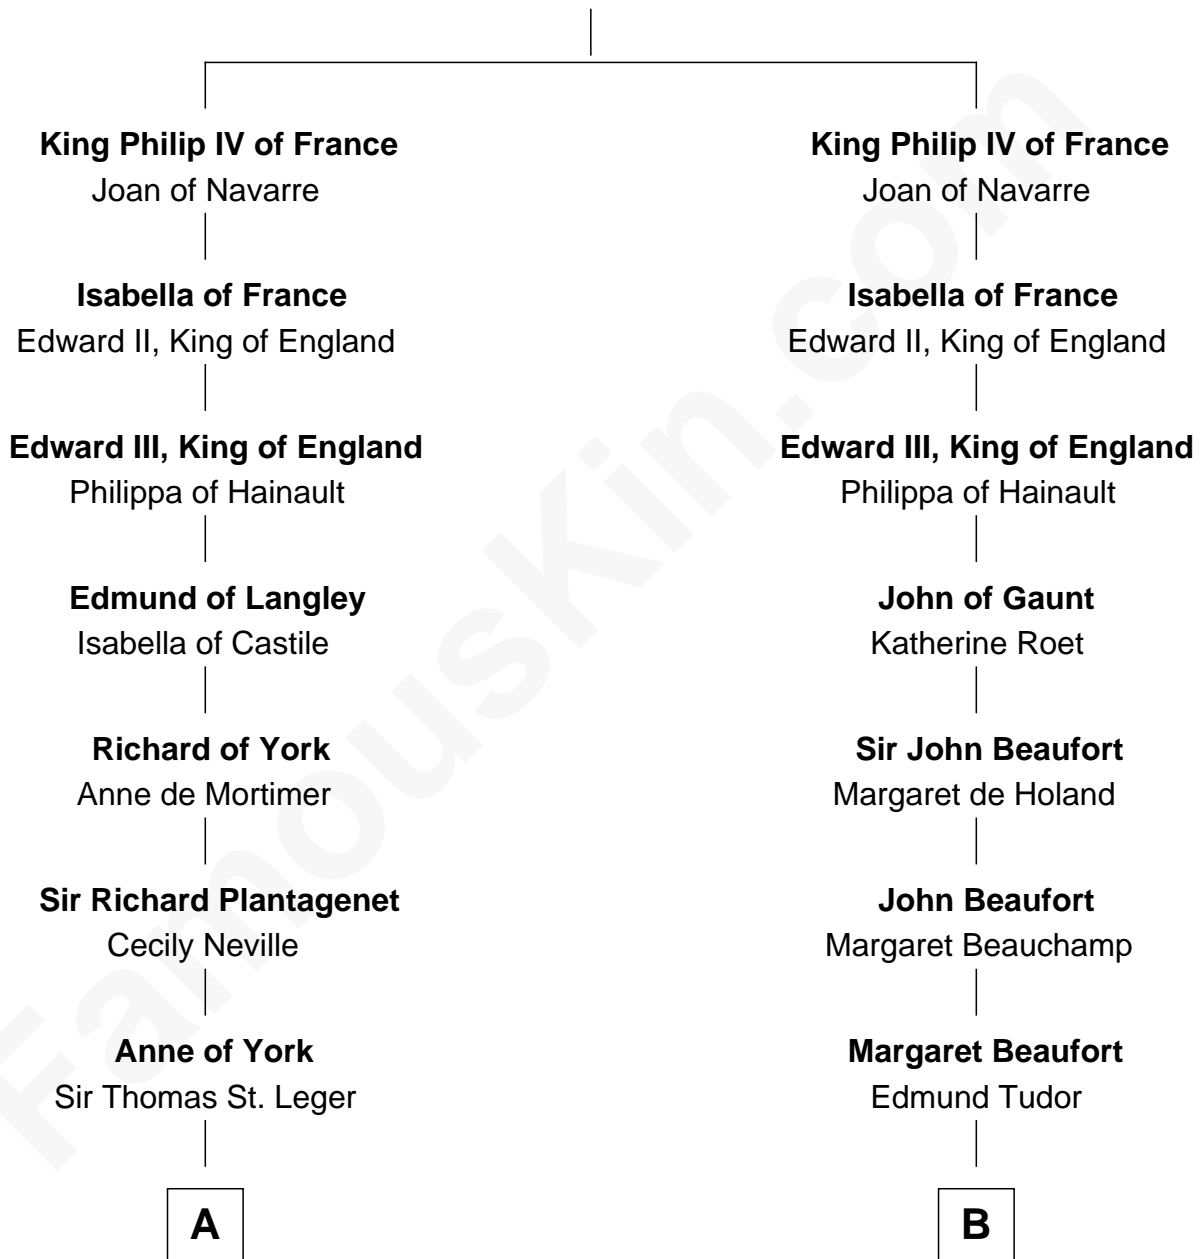 King Philip IV of France
Joan of Navarre
Isabella of France
Edward II, King of England
Edward III, King of England
Philippa of Hainault
Edmund of Langley
Isabella of Castile
Richard of York
Anne de Mortimer
Sir Richard Plantagenet
Cecily Neville
Anne of York
Sir Thomas St. Leger
A
King Philip IV of France
Joan of Navarre
Isabella of France
Edward II, King of England
Edward III, King of England
Philippa of Hainault
John of Gaunt
Katherine Roet
Sir John Beaufort
Margaret de Holand
John Beaufort
Margaret Beauchamp
Margaret Beaufort
Edmund Tudor
B
FamousKin.com